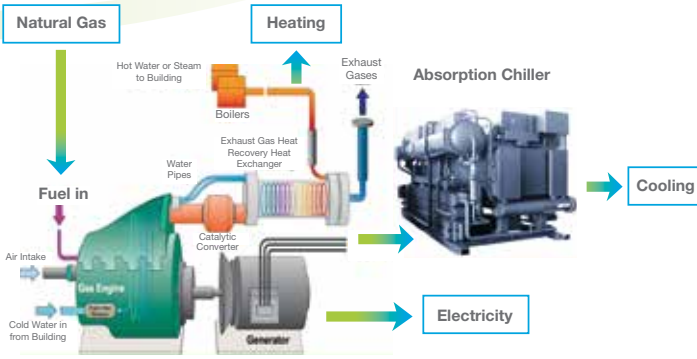 Natural Gas
Heating
Hot Water or Steam
to Building
Exhaust
Gases
Absorption Chiller
Boilers
Exhaust Gas Heat
Recovery Heat
Exchanger
Water
Pipes
Cooling
Fuel in
Catalytic
Converter
Air Intake
Gas Engine
Cold Water in
from Building
Generator
Electricity